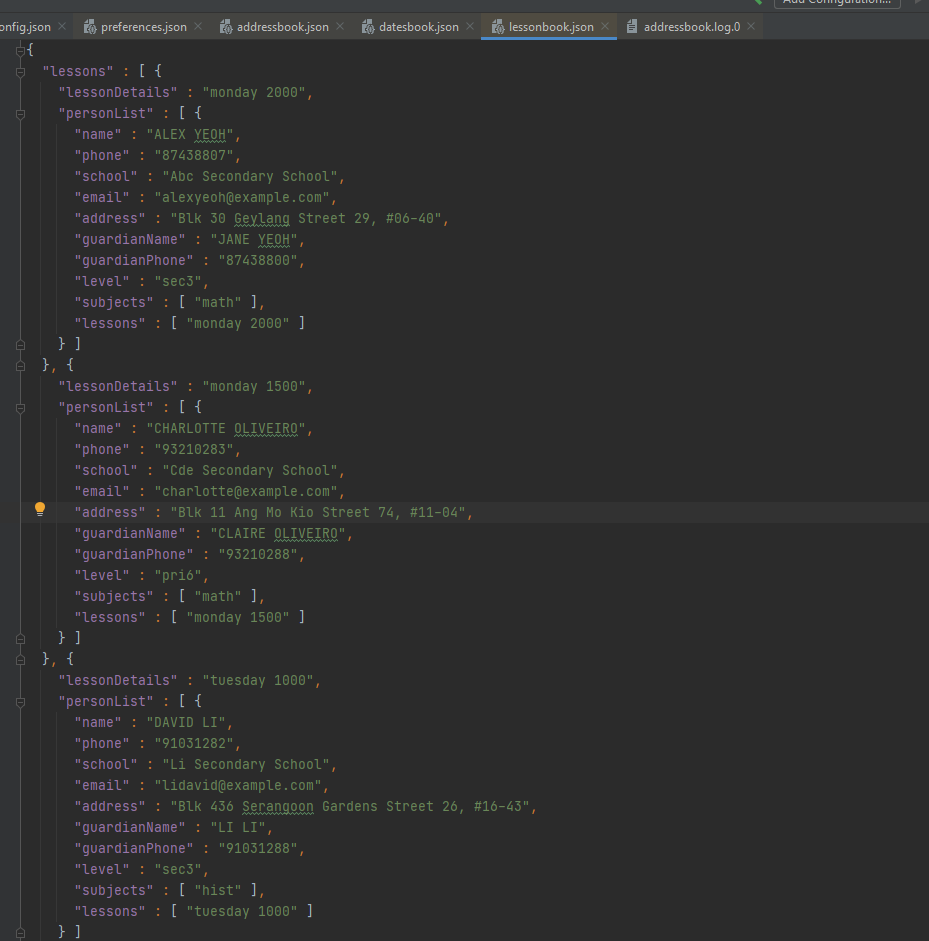 Add Configuration...
onfig.json preferences.json addressbook.json datesbook.json lessonbook.json addressbook.log.0
{
"lessons" : [ {
"lessonDetails" : "monday 2000",
"personList" : [ {
"name" : "ALEX YEOH",
"phone" : "87438807",
"school" : "Abc Secondary School",
"email" : "alexyeoh@example.com",
"address" : "Blk 30 Geylang Street 29, #06-40",
"guardianName" : "JANE YEOH",
"guardianPhone" : "87438800",
"level" : "sec3",
"subjects" : [ "math" ],
"lessons" : [ "monday 2000" ]
} ]
}, {
"lessonDetails" : "monday 1500",
"personList" : [ {
"name" : "CHARLOTTE OLIVEIRO",
"phone" : "93210283",
"school" : "Cde Secondary School",
"email" : "charlotte@example.com",
"address" : "Blk 11 Ang Mo Kio Street 74, #11-04",
"guardianName" : "CLAIRE OLIVEIRO",
"guardianPhone" : "93210288",
"level" : "pri6",
"subjects" : [ "math" ],
"lessons" : [ "monday 1500" ]
} ]
}, {
"lessonDetails" : "tuesday 1000",
"personList" : [ {
"name" : "DAVID LI",
"phone" : "91031282",
"school" : "Li Secondary School",
"email" : "lidavid@example.com",
"address" : "Blk 436 Serangoon Gardens Street 26, #16-43",
"guardianName" : "LI LI",
"guardianPhone" : "91031288",
"level" : "sec3",
"subjects" : [ "hist" ],
"lessons" : [ "tuesday 1000" ]
} ]